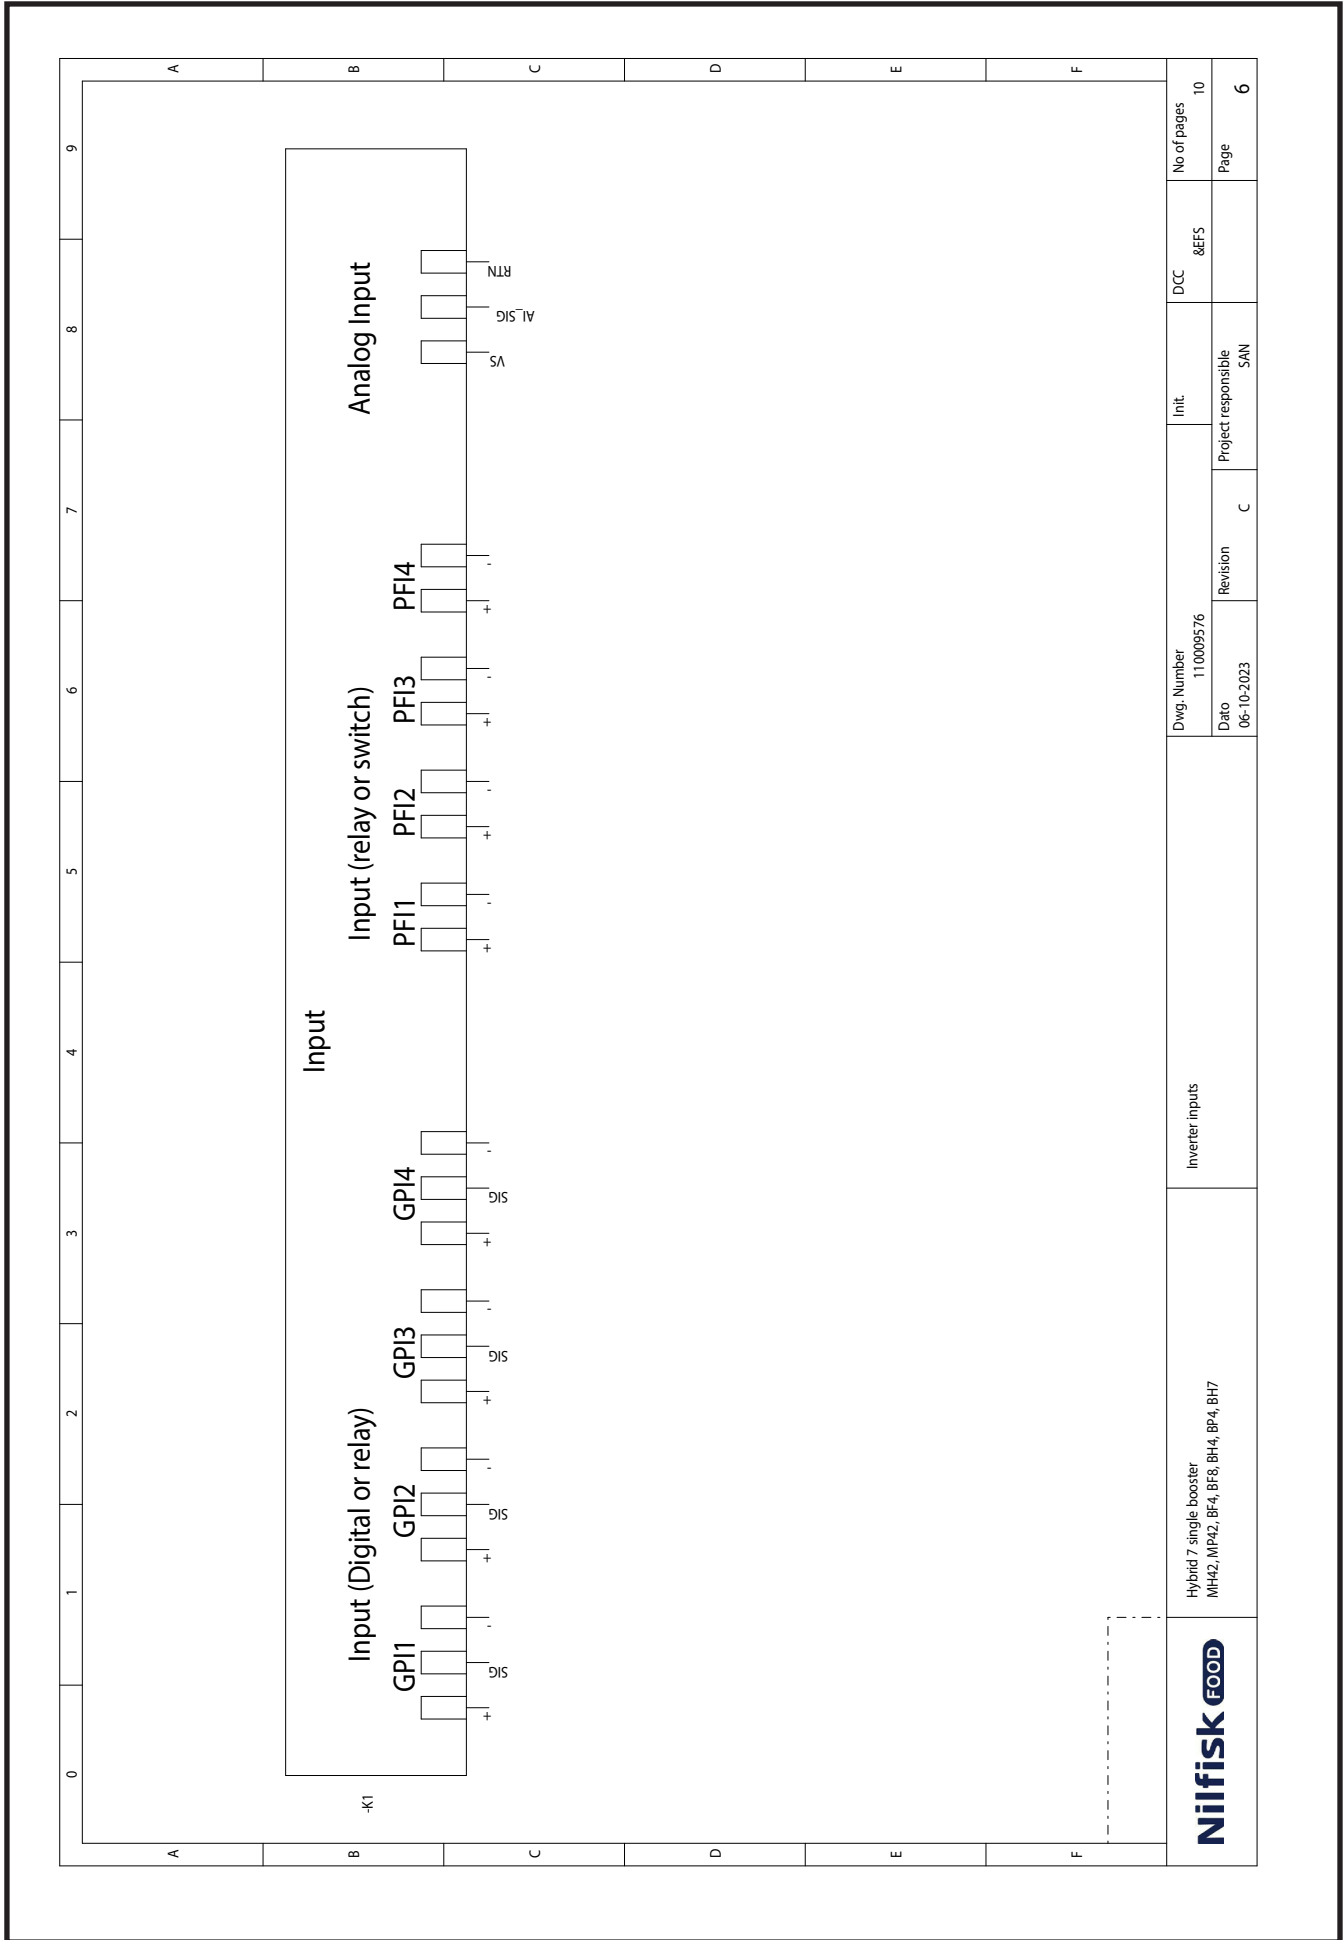 0 1 2 3 4 5 6 7 8 9
A
A
B
B
-K1
Input
Input (Digital or relay)
Input (relay or switch)
Analog Input
GPI1 GPI2 GPI3 GPI4 PFI1 PFI2 PFI3 PFI4
+ SIG - + SIG - + SIG - + SIG - + - + - + - + - VS AI_SIG RTN
C
C
D
D
E
E
F
F
Nilfisk FOOD
Hybrid 7 single booster
MH42, MP42, BF4, BF8, BH4, BP4, BH7
Inverter inputs
Dwg. Number
110009576
Init.
DCC
&EFS
No of pages
10
Dato
06-10-2023
Revision
C
Project responsible
SAN
Page
6